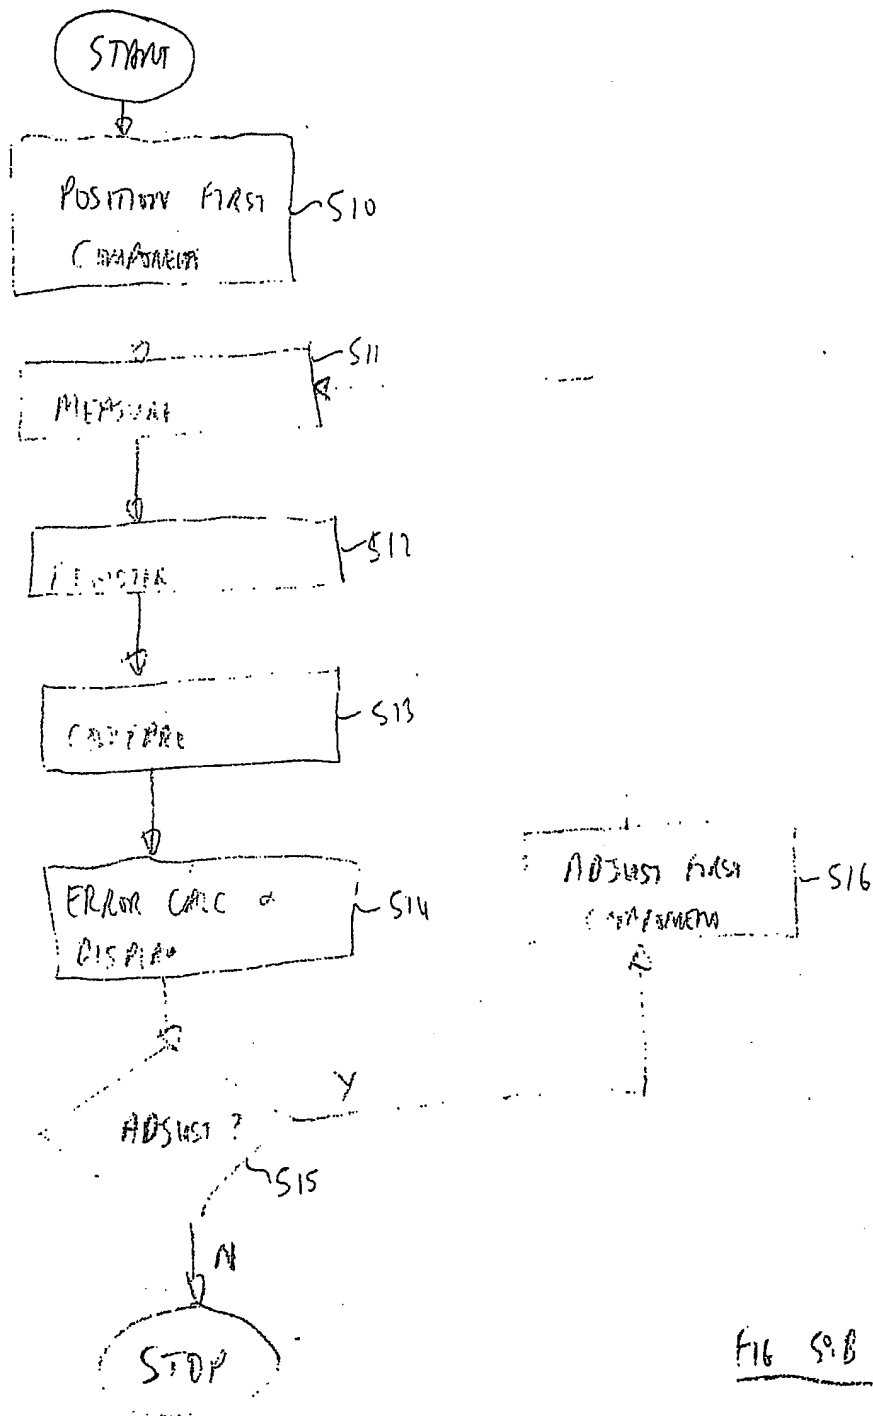 START
POSITION FIRST
COMPONENT
S10
S11
MEASURE
S12
S13
COMPARE
ERROR CALC &
DISPLAY
S14
ADJUST FIRST
COMPONENT
S16
Y
ADJUST ?
S15
N
STOP
FIG